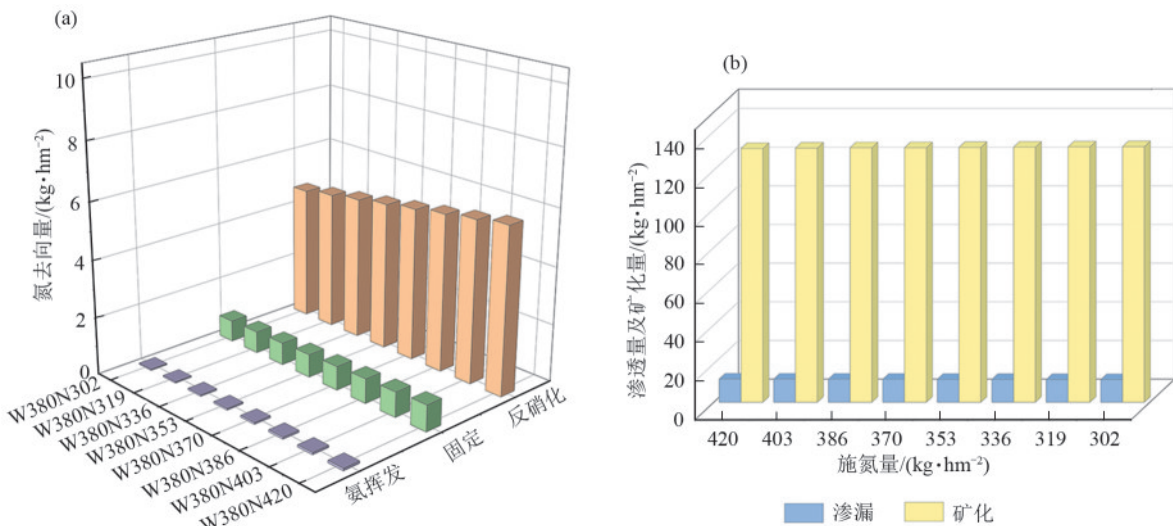 (a)
10
8
6
4
2
0
氮去向量/(kg·hm⁻²)
W380N302
W380N319
W380N336
W380N353
W380N370
W380N386
W380N403
W380N420
氨挥发
固定
反硝化
(b)
140
120
100
80
60
40
20
0
渗透量及矿化量/(kg·hm⁻²)
420 403 386 370 353 336 319 302
施氮量/(kg·hm⁻²)
渗漏 矿化